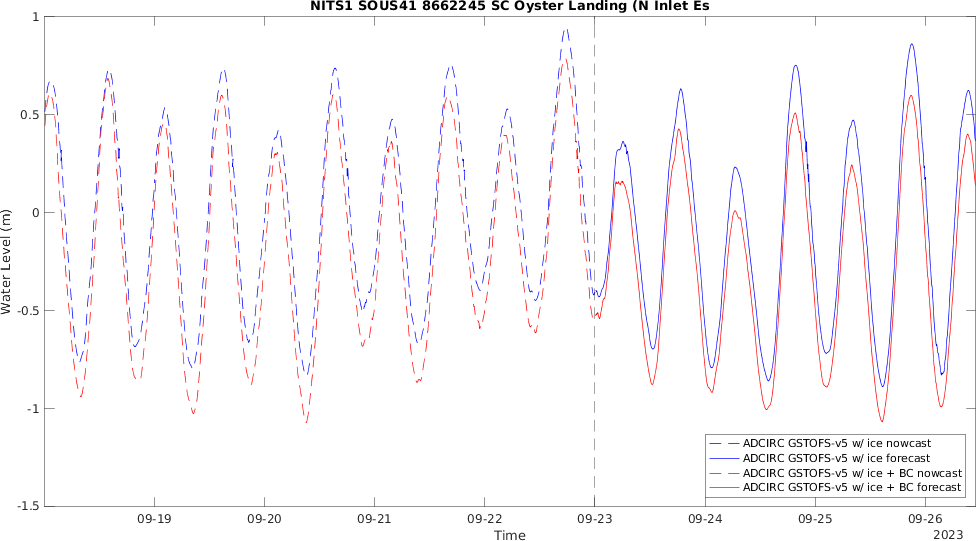 NITS1 SOUS41 8662245 SC Oyster Landing (N Inlet Es
1
0.5
0
-0.5
-1
-1.5
Water Level (m)
09-19
09-20
09-21
09-22
09-23
09-24
09-25
09-26
Time
2023
ADCIRC GSTOFS-v5 w/ ice nowcast
ADCIRC GSTOFS-v5 w/ ice forecast
ADCIRC GSTOFS-v5 w/ ice + BC nowcast
ADCIRC GSTOFS-v5 w/ ice + BC forecast